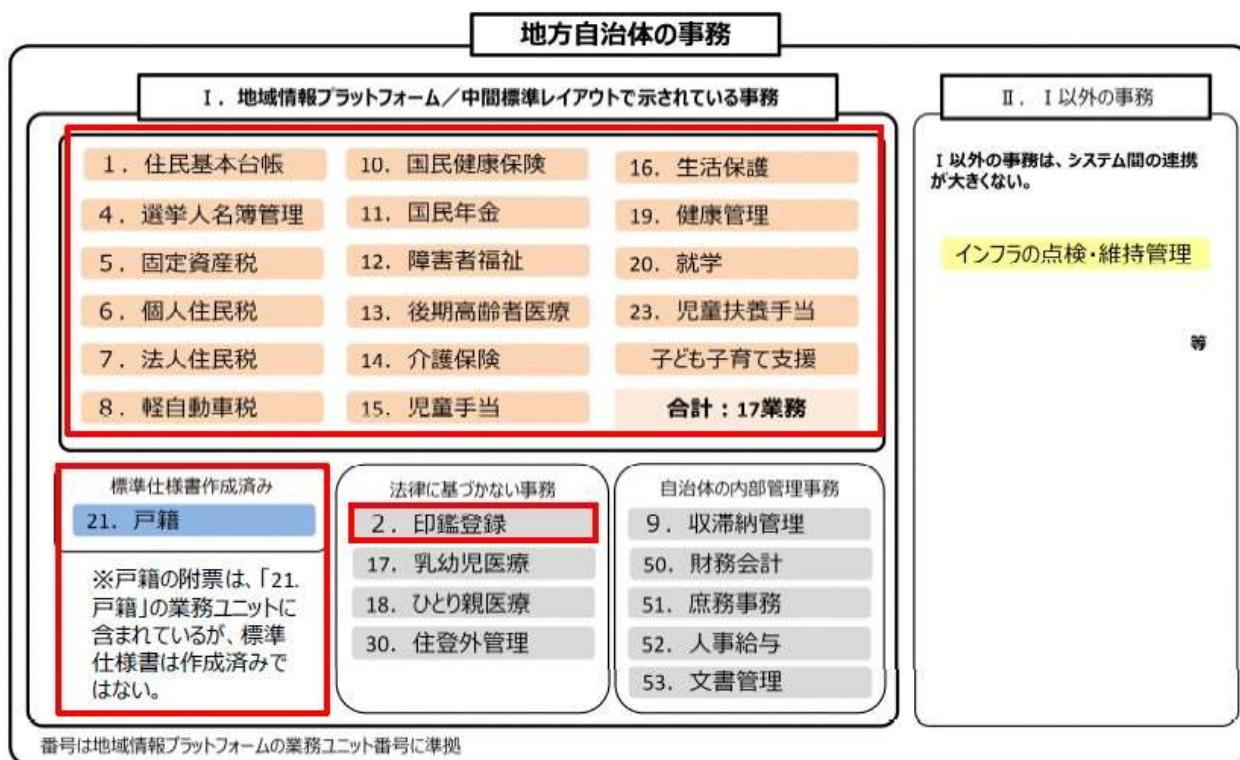 地方自治体の事務
Ⅰ．地域情報プラットフォーム／中間標準レイアウトで示されている事務
1．住民基本台帳
4．選挙人名簿管理
5．固定資産税
6．個人住民税
7．法人住民税
8．軽自動車税
10．国民健康保険
11．国民年金
12．障害者福祉
13．後期高齢者医療
14．介護保険
15．児童手当
16．生活保護
19．健康管理
20．就学
23．児童扶養手当
子ども子育て支援
合計：17業務
標準仕様書作成済み
21．戸籍
※戸籍の附票は、「21.
戸籍」の業務ユニットに
含まれているが、標準
仕様書は作成済みで
はない。
法律に基づかない事務
2．印鑑登録
17．乳幼児医療
18．ひとり親医療
30．住登外管理
自治体の内部管理事務
9．収滞納管理
50．財務会計
51．庶務事務
52．人事給与
53．文書管理
Ⅱ．Ⅰ以外の事務
Ⅰ以外の事務は、システム間の連携
が大きくない。
インフラの点検・維持管理
等
番号は地域情報プラットフォームの業務ユニット番号に準拠